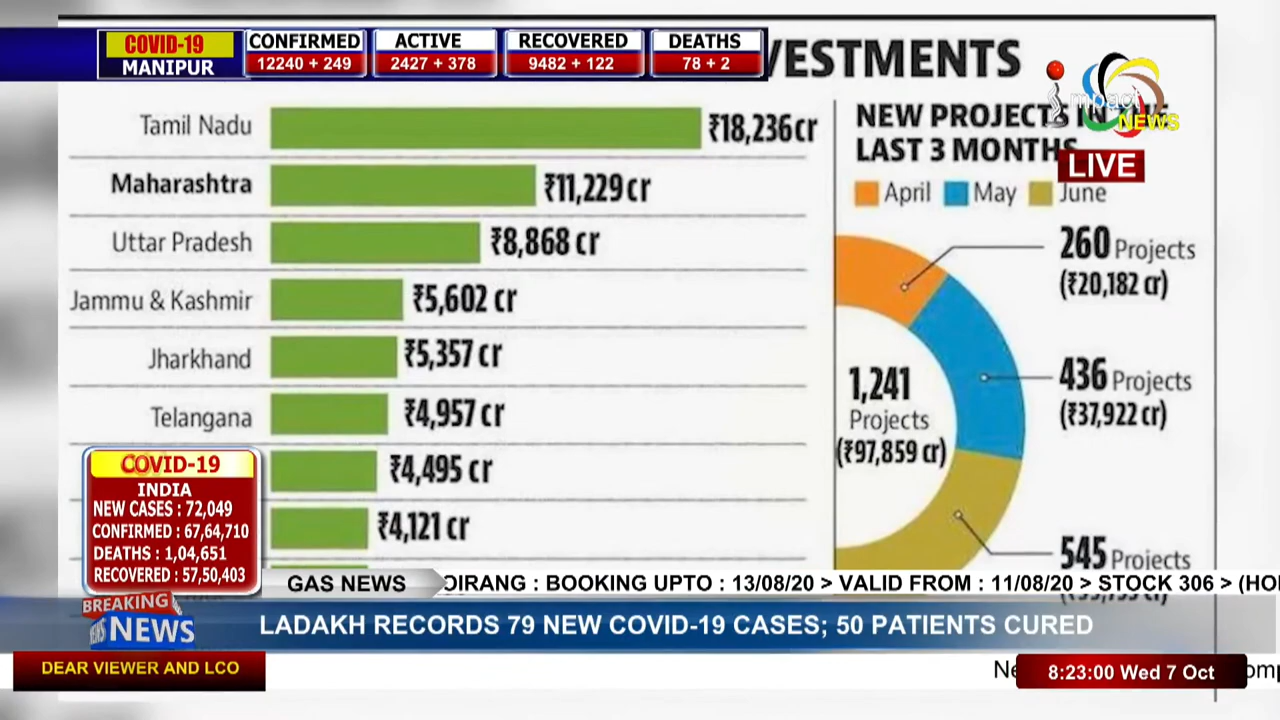 COVID-19
MANIPUR
CONFIRMED
12240 + 249
ACTIVE
2427 + 378
RECOVERED
9482 + 122
DEATHS
78 + 2
VESTMENTS
Tamil Nadu ₹18,236 cr
Maharashtra ₹11,229 cr
Uttar Pradesh ₹8,868 cr
Jammu & Kashmir ₹5,602 cr
Jharkhand ₹5,357 cr
Telangana ₹4,957 cr
₹4,495 cr
₹4,121 cr
NEW PROJECTS IN
LAST 3 MONTHS
April May June
impact
NEWS
LIVE
260 Projects
(₹20,182 cr)
436 Projects
(₹37,922 cr)
1,241
Projects
(₹97,859 cr)
545 Projects
COVID-19
INDIA
NEW CASES : 72,049
CONFIRMED : 67,64,710
DEATHS : 1,04,651
RECOVERED : 57,50,403
GAS NEWS
OIRANG : BOOKING UPTO : 13/08/20 > VALID FROM : 11/08/20 > STOCK 306 > (HO
BREAKING
NEWS
LADAKH RECORDS 79 NEW COVID-19 CASES; 50 PATIENTS CURED
DEAR VIEWER AND LCO
Ne
8:23:00 Wed 7 Oct